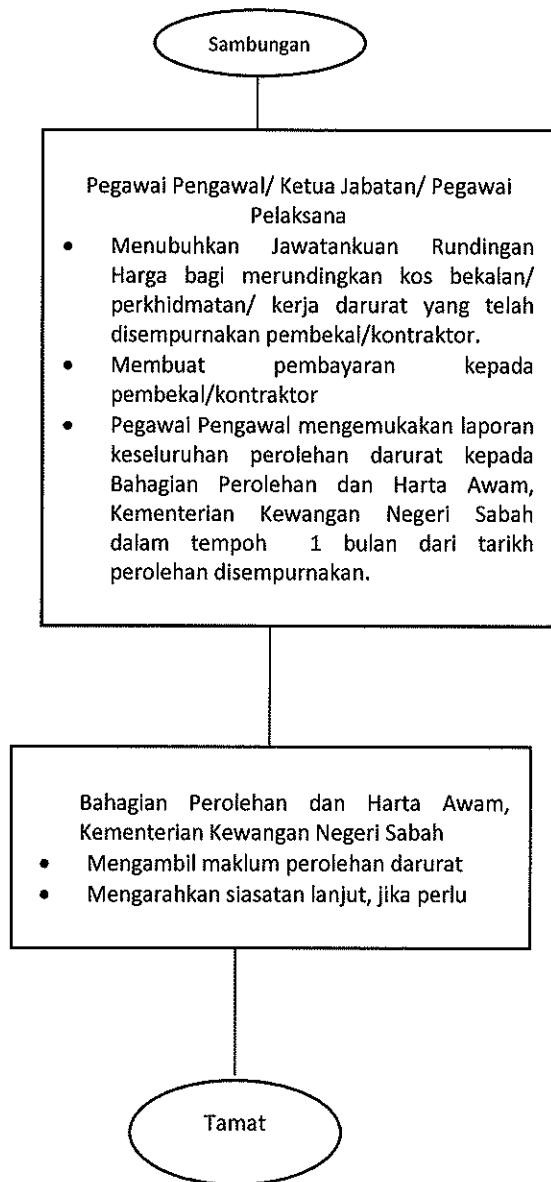 Sambungan
Pegawai Pengawal/ Ketua Jabatan/ Pegawai
Pelaksana
• Menubuhkan Jawatankuan Rundingan
Harga bagi merundingkan kos bekalan/
perkhidmatan/ kerja darurat yang telah
disempurnakan pembekal/kontraktor.
• Membuat pembayaran kepada
pembekal/kontraktor
• Pegawai Pengawal mengemukakan laporan
keseluruhan perolehan darurat kepada
Bahagian Perolehan dan Harta Awam,
Kementerian Kewangan Negeri Sabah
dalam tempoh 1 bulan dari tarikh
perolehan disempurnakan.
Bahagian Perolehan dan Harta Awam,
Kementerian Kewangan Negeri Sabah
• Mengambil maklum perolehan darurat
• Mengarahkan siasatan lanjut, jika perlu
Tamat